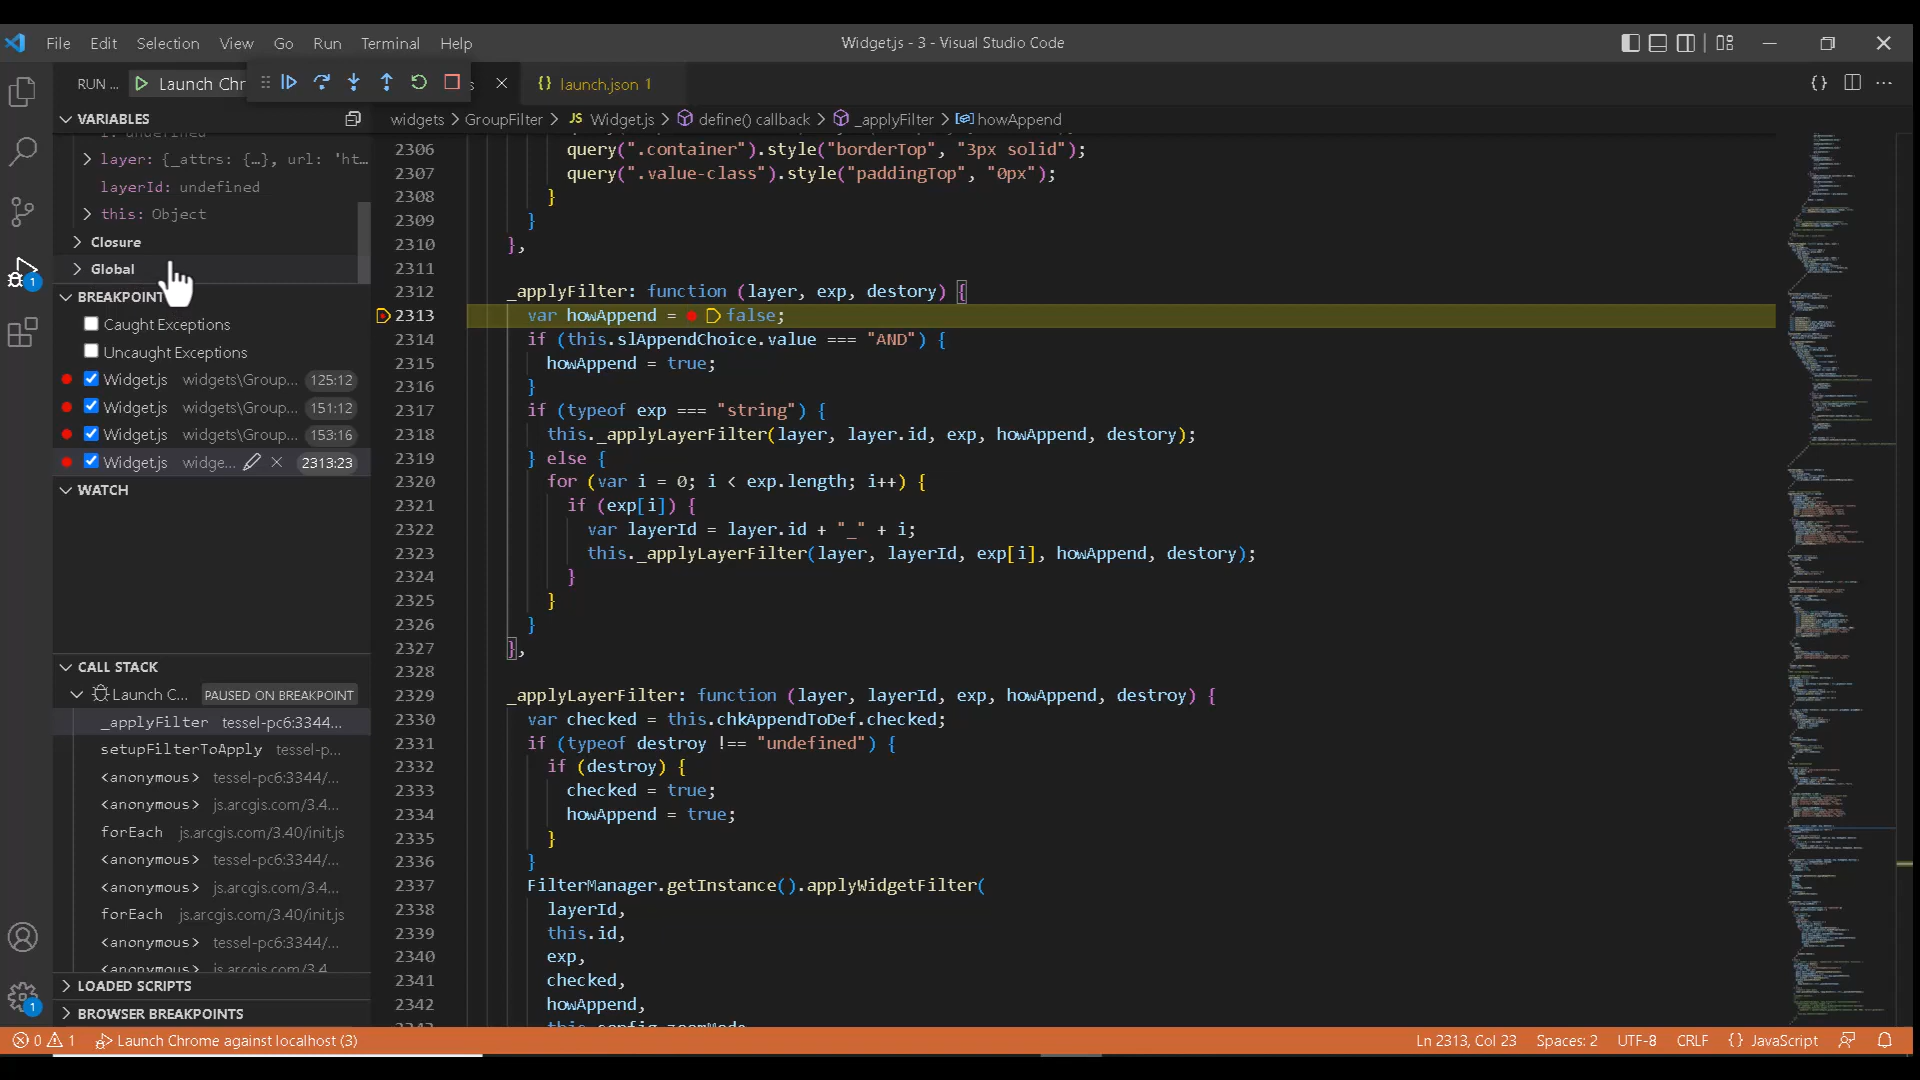 File Edit Selection View Go Run Terminal Help
Widget.js - 3 - Visual Studio Code
RUN ... Launch Chr
s
{} launch.json 1
VARIABLES
widgets > GroupFilter > JS Widget.js > define() callback > _applyFilter > howAppend
layer: {_attrs: {…}, url: 'ht...
layerId: undefined
this: Object
Closure
Global
BREAKPOINT
Caught Exceptions
Uncaught Exceptions
Widget.js widgets\Group... 125:12
Widget.js widgets\Group... 151:12
Widget.js widgets\Group... 153:16
Widget.js widge... 2313:23
WATCH
CALL STACK
Launch C... PAUSED ON BREAKPOINT
_applyFilter tessel-pc6:3344...
setupFilterToApply tessel-p...
<anonymous> tessel-pc6:3344/...
<anonymous> js.arcgis.com/3.4...
forEach js.arcgis.com/3.40/init.js
<anonymous> tessel-pc6:3344/...
<anonymous> js.arcgis.com/3.4...
forEach js.arcgis.com/3.40/init.js
<anonymous> tessel-pc6:3344/...
<anonymous> js.arcgis.com/3.4
LOADED SCRIPTS
BROWSER BREAKPOINTS
2306 query(".container").style("borderTop", "3px solid");
2307 query(".value-class").style("paddingTop", "0px");
2308 }
2309 }
2310 },
2311
2312 _applyFilter: function (layer, exp, destory) {
2313 var howAppend = false;
2314 if (this.slAppendChoice.value === "AND") {
2315 howAppend = true;
2316 }
2317 if (typeof exp === "string") {
2318 this._applyLayerFilter(layer, layer.id, exp, howAppend, destory);
2319 } else {
2320 for (var i = 0; i < exp.length; i++) {
2321 if (exp[i]) {
2322 var layerId = layer.id + "_" + i;
2323 this._applyLayerFilter(layer, layerId, exp[i], howAppend, destory);
2324 }
2325 }
2326 }
2327 },
2328
2329 _applyLayerFilter: function (layer, layerId, exp, howAppend, destroy) {
2330 var checked = this.chkAppendToDef.checked;
2331 if (typeof destroy !== "undefined") {
2332 if (destroy) {
2333 checked = true;
2334 howAppend = true;
2335 }
2336 }
2337 FilterManager.getInstance().applyWidgetFilter(
2338 layerId,
2339 this.id,
2340 exp,
2341 checked,
2342 howAppend,
0 1 Launch Chrome against localhost (3)
Ln 2313, Col 23 Spaces: 2 UTF-8 CRLF {} JavaScript